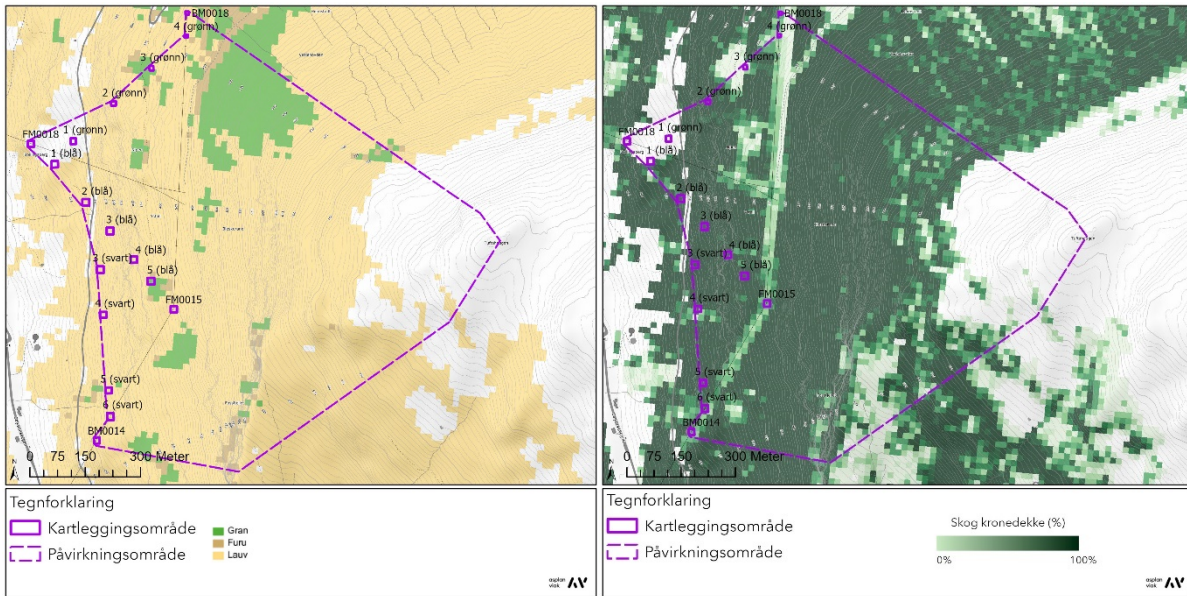 BM0018
4 (grønn)
3 (grønn)
2 (grønn)
FM0018
1 (grønn)
1 (blå)
2 (blå)
3 (blå)
4 (blå)
3 (svart)
5 (blå)
FM0015
4 (svart)
5 (svart)
6 (svart)
BM0014
N
0 75 150 300 Meter
Tegnforklaring
Kartleggingsområde
Påvirkningsområde
Gran
Furu
Lauv
asplan
viak
BM0018
4 (grønn)
3 (grønn)
2 (grønn)
FM0018
1 (grønn)
1 (blå)
2 (blå)
3 (blå)
4 (blå)
3 (svart)
5 (blå)
FM0015
4 (svart)
5 (svart)
6 (svart)
BM0014
N
0 75 150 300 Meter
Tegnforklaring
Kartleggingsområde
Påvirkningsområde
Skog kronedekke (%)
0% 100%
asplan
viak